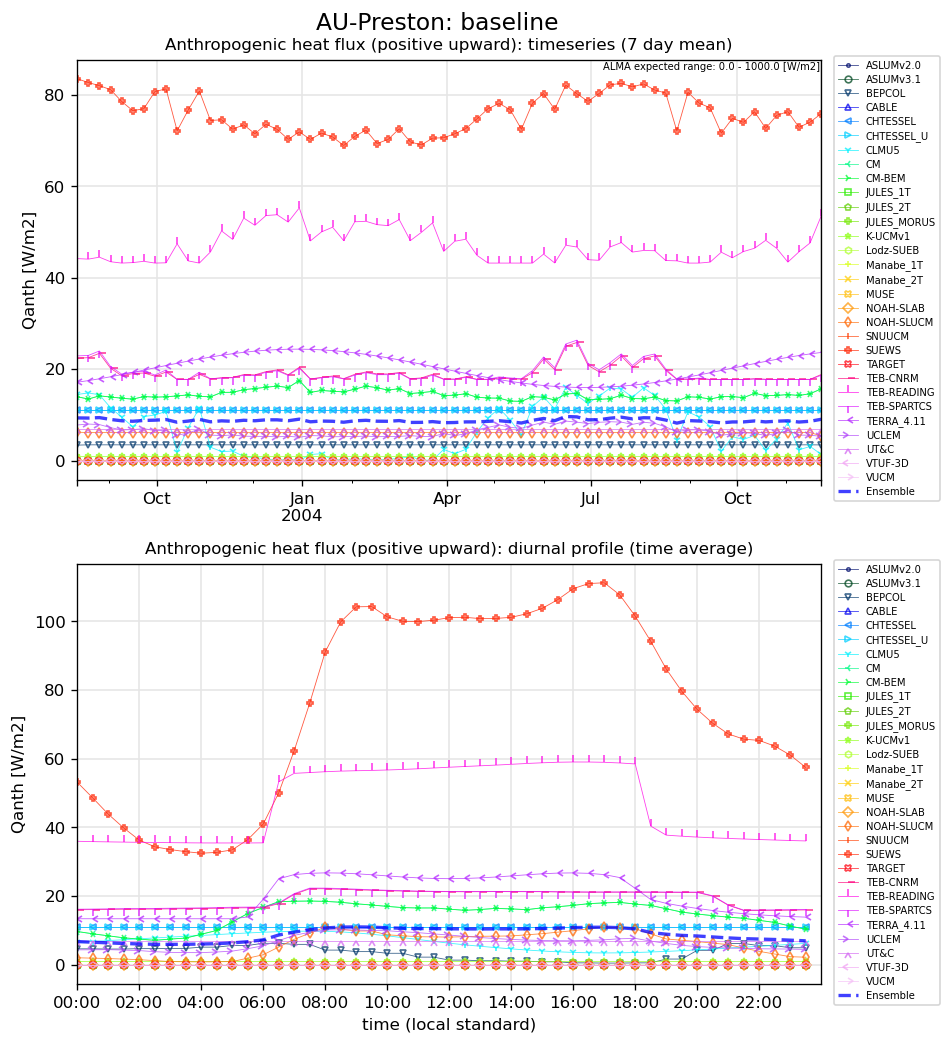 AU-Preston: baseline
Anthropogenic heat flux (positive upward): timeseries (7 day mean)
ALMA expected range: 0.0 - 1000.0 [W/m2]
Qanth [W/m2]
80
60
40
20
0
Oct
Jan
2004
Apr
Jul
Oct
ASLUMv2.0
ASLUMv3.1
BEPCOL
CABLE
CHTESSEL
CHTESSEL_U
CLMU5
CM
CM-BEM
JULES_1T
JULES_2T
JULES_MORUS
K-UCMv1
Lodz-SUEB
Manabe_1T
Manabe_2T
MUSE
NOAH-SLAB
NOAH-SLUCM
SNUUCM
SUEWS
TARGET
TEB-CNRM
TEB-READING
TEB-SPARTCS
TERRA_4.11
UCLEM
UT&C
VTUF-3D
VUCM
Ensemble
Anthropogenic heat flux (positive upward): diurnal profile (time average)
Qanth [W/m2]
100
80
60
40
20
0
00:00
02:00
04:00
06:00
08:00
10:00
12:00
14:00
16:00
18:00
20:00
22:00
time (local standard)
ASLUMv2.0
ASLUMv3.1
BEPCOL
CABLE
CHTESSEL
CHTESSEL_U
CLMU5
CM
CM-BEM
JULES_1T
JULES_2T
JULES_MORUS
K-UCMv1
Lodz-SUEB
Manabe_1T
Manabe_2T
MUSE
NOAH-SLAB
NOAH-SLUCM
SNUUCM
SUEWS
TARGET
TEB-CNRM
TEB-READING
TEB-SPARTCS
TERRA_4.11
UCLEM
UT&C
VTUF-3D
VUCM
Ensemble